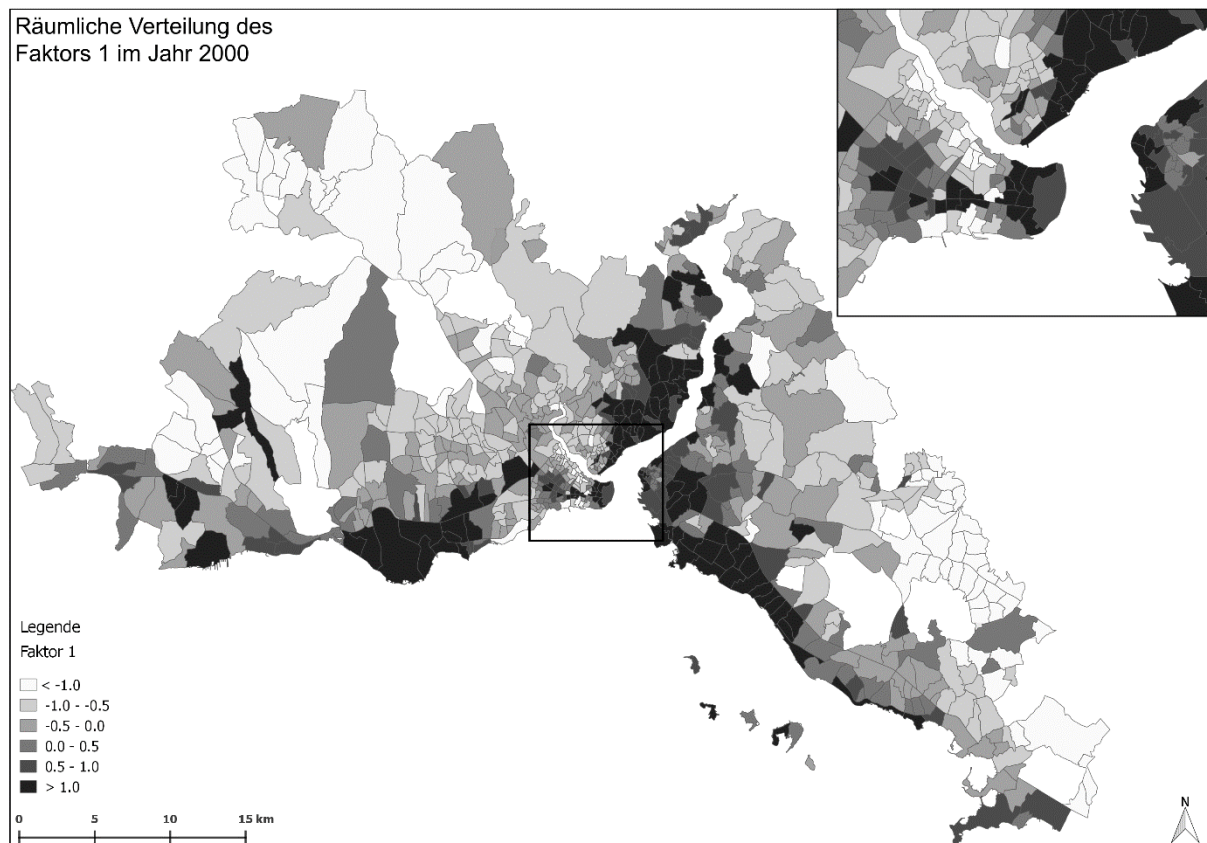 Räumliche Verteilung des
Faktors 1 im Jahr 2000
Legende
Faktor 1
< -1.0
-1.0 - -0.5
-0.5 - 0.0
0.0 - 0.5
0.5 - 1.0
> 1.0
0 5 10 15 km
N